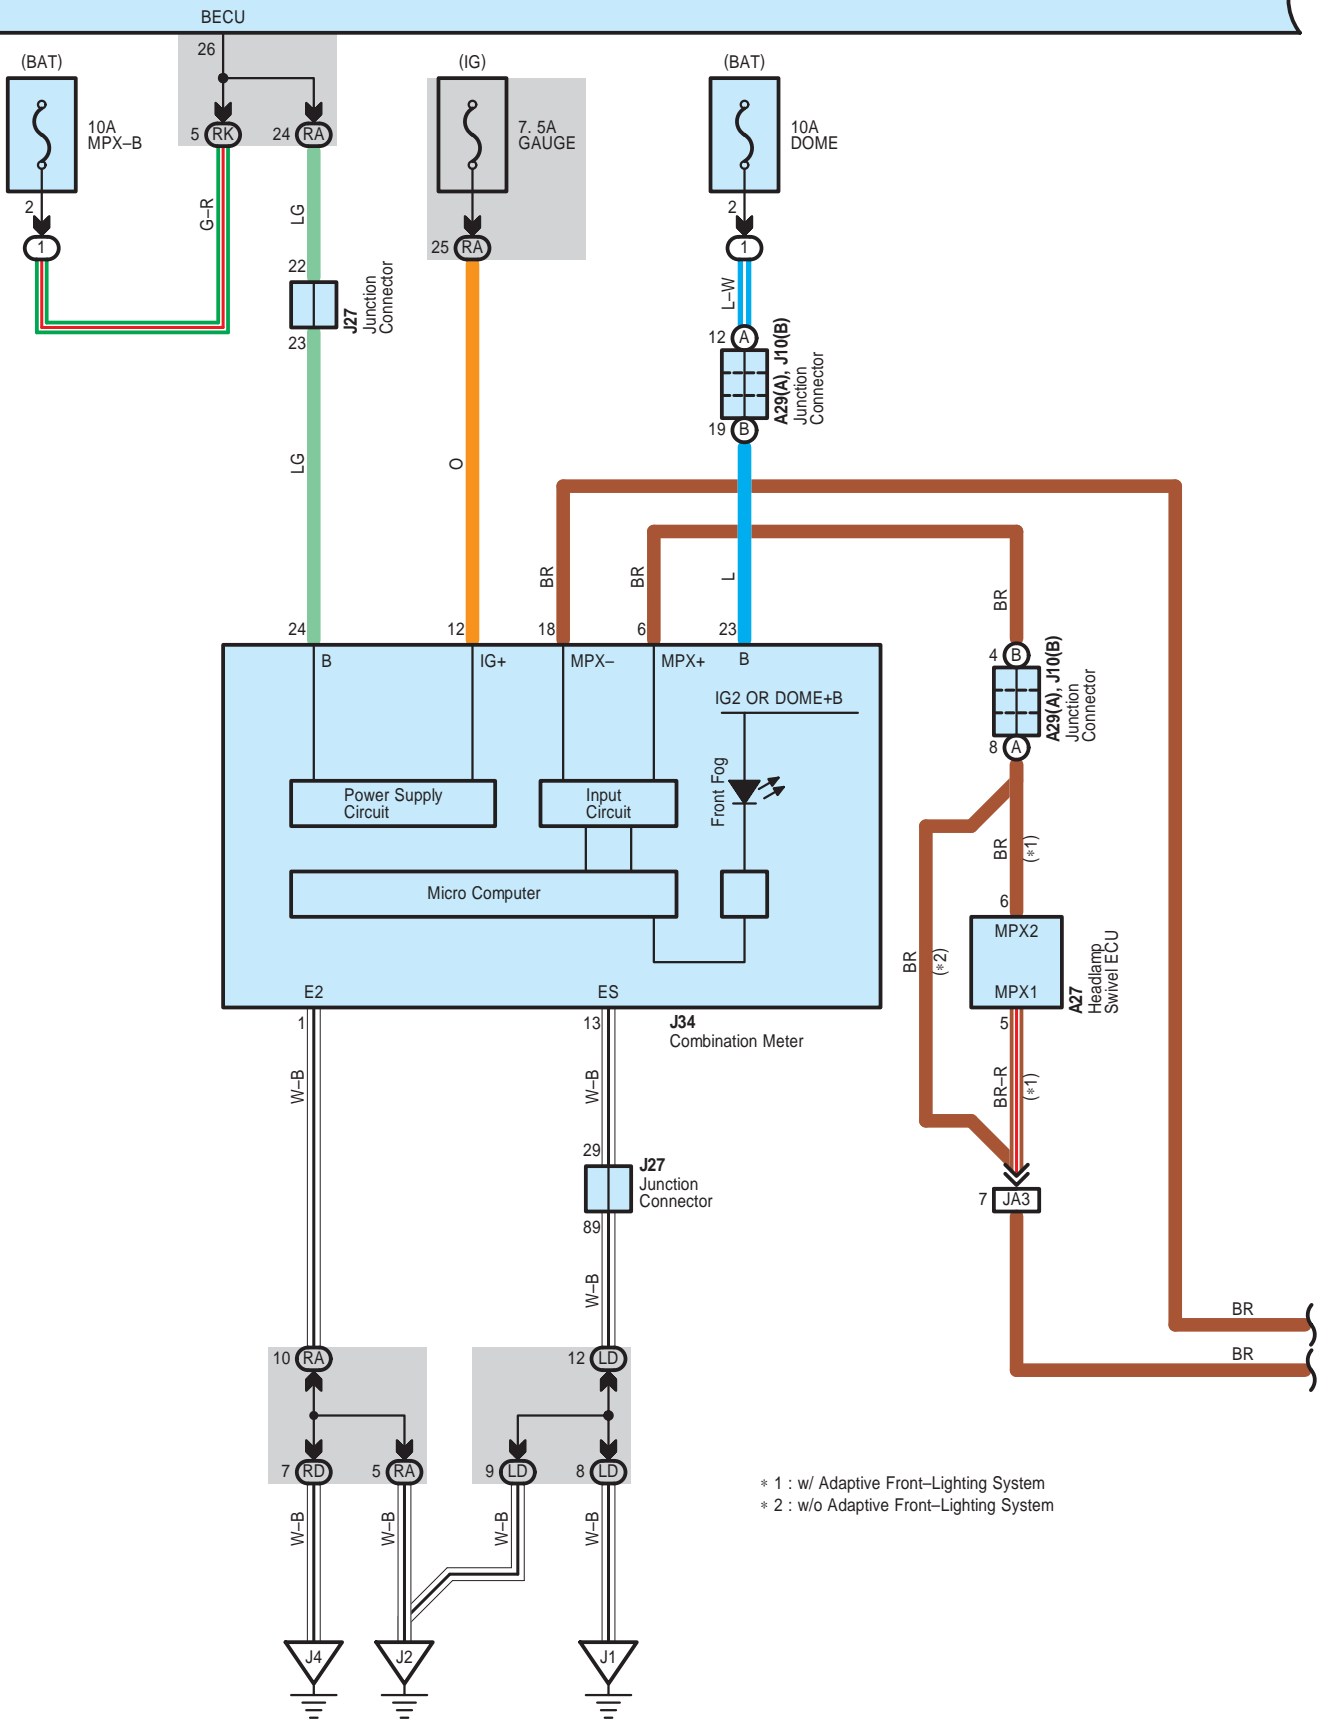 BECU
26
(BAT)
10A
MPX–B
2
1
5 RK
24 RA
G–R
LG
22
J27
Junction
Connector
23
LG
(IG)
7. 5A
GAUGE
25 RA
O
(BAT)
10A
DOME
2
1
L–W
12 A
A29(A), J10(B)
Junction
Connector
19 B
BR
BR
L
BR
24
12
18
6
23
B
IG+
MPX–
MPX+
B
IG2 OR DOME+B
Power Supply
Circuit
Input
Circuit
Front Fog
Micro Computer
E2
ES
1
13
J34
Combination Meter
4 B
A29(A), J10(B)
Junction
Connector
8 A
BR
(∗1)
6
MPX2
MPX1
A27
Headlamp
Swivel ECU
BR
(∗2)
5
BR–R
(∗1)
7 JA3
W–B
W–B
29
J27
Junction
Connector
89
W–B
BR
BR
10 RA
12 LD
7 RD
5 RA
9 LD
8 LD
W–B
W–B
W–B
W–B
∗ 1 : w/ Adaptive Front–Lighting System
∗ 2 : w/o Adaptive Front–Lighting System
J4
J2
J1